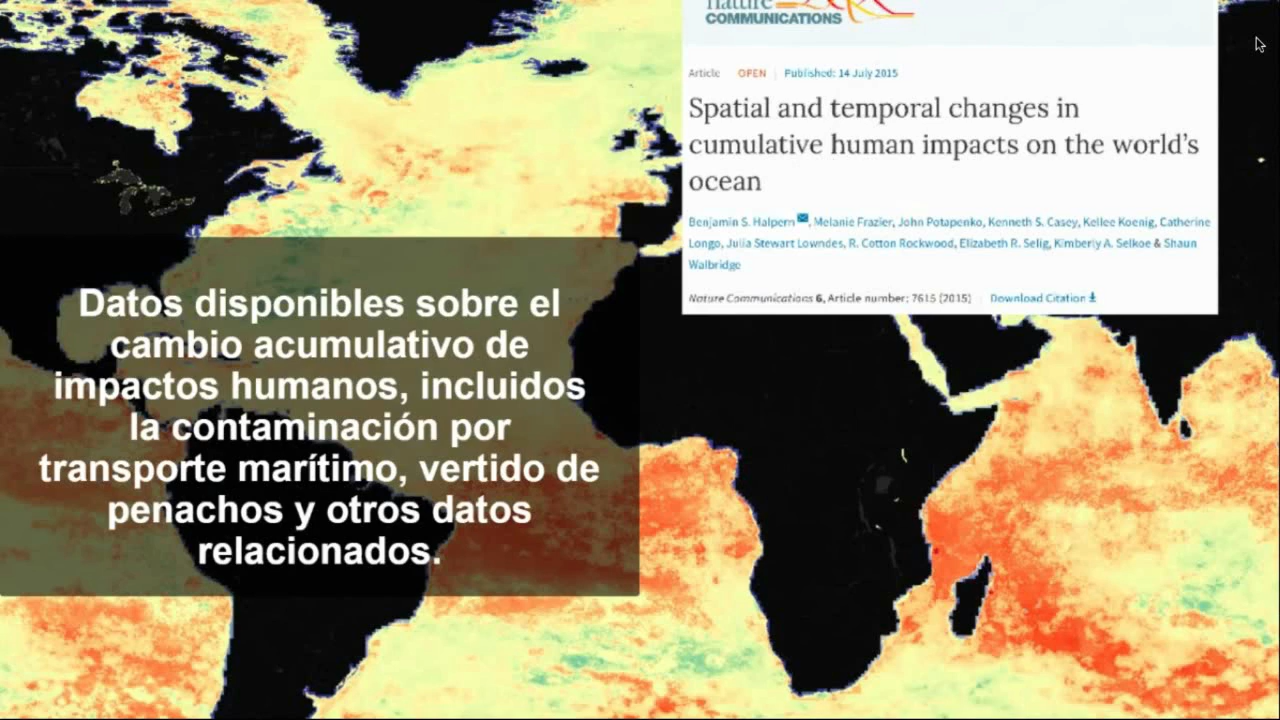 nature
COMMUNICATIONS
Article OPEN | Published: 14 July 2015
Spatial and temporal changes in
cumulative human impacts on the world’s
ocean
Benjamin S. Halpern, Melanie Frazier, John Potapenko, Kenneth S. Casey, Kellee Koenig, Catherine
Longo, Julia Stewart Lowndes, R. Cotton Rockwood, Elizabeth R. Selig, Kimberly A. Selkoe & Shaun
Walbridge
Nature Communications 6, Article number: 7615 (2015) | Download Citation
Datos disponibles sobre el
cambio acumulativo de
impactos humanos, incluidos
la contaminación por
transporte marítimo, vertido de
penachos y otros datos
relacionados.